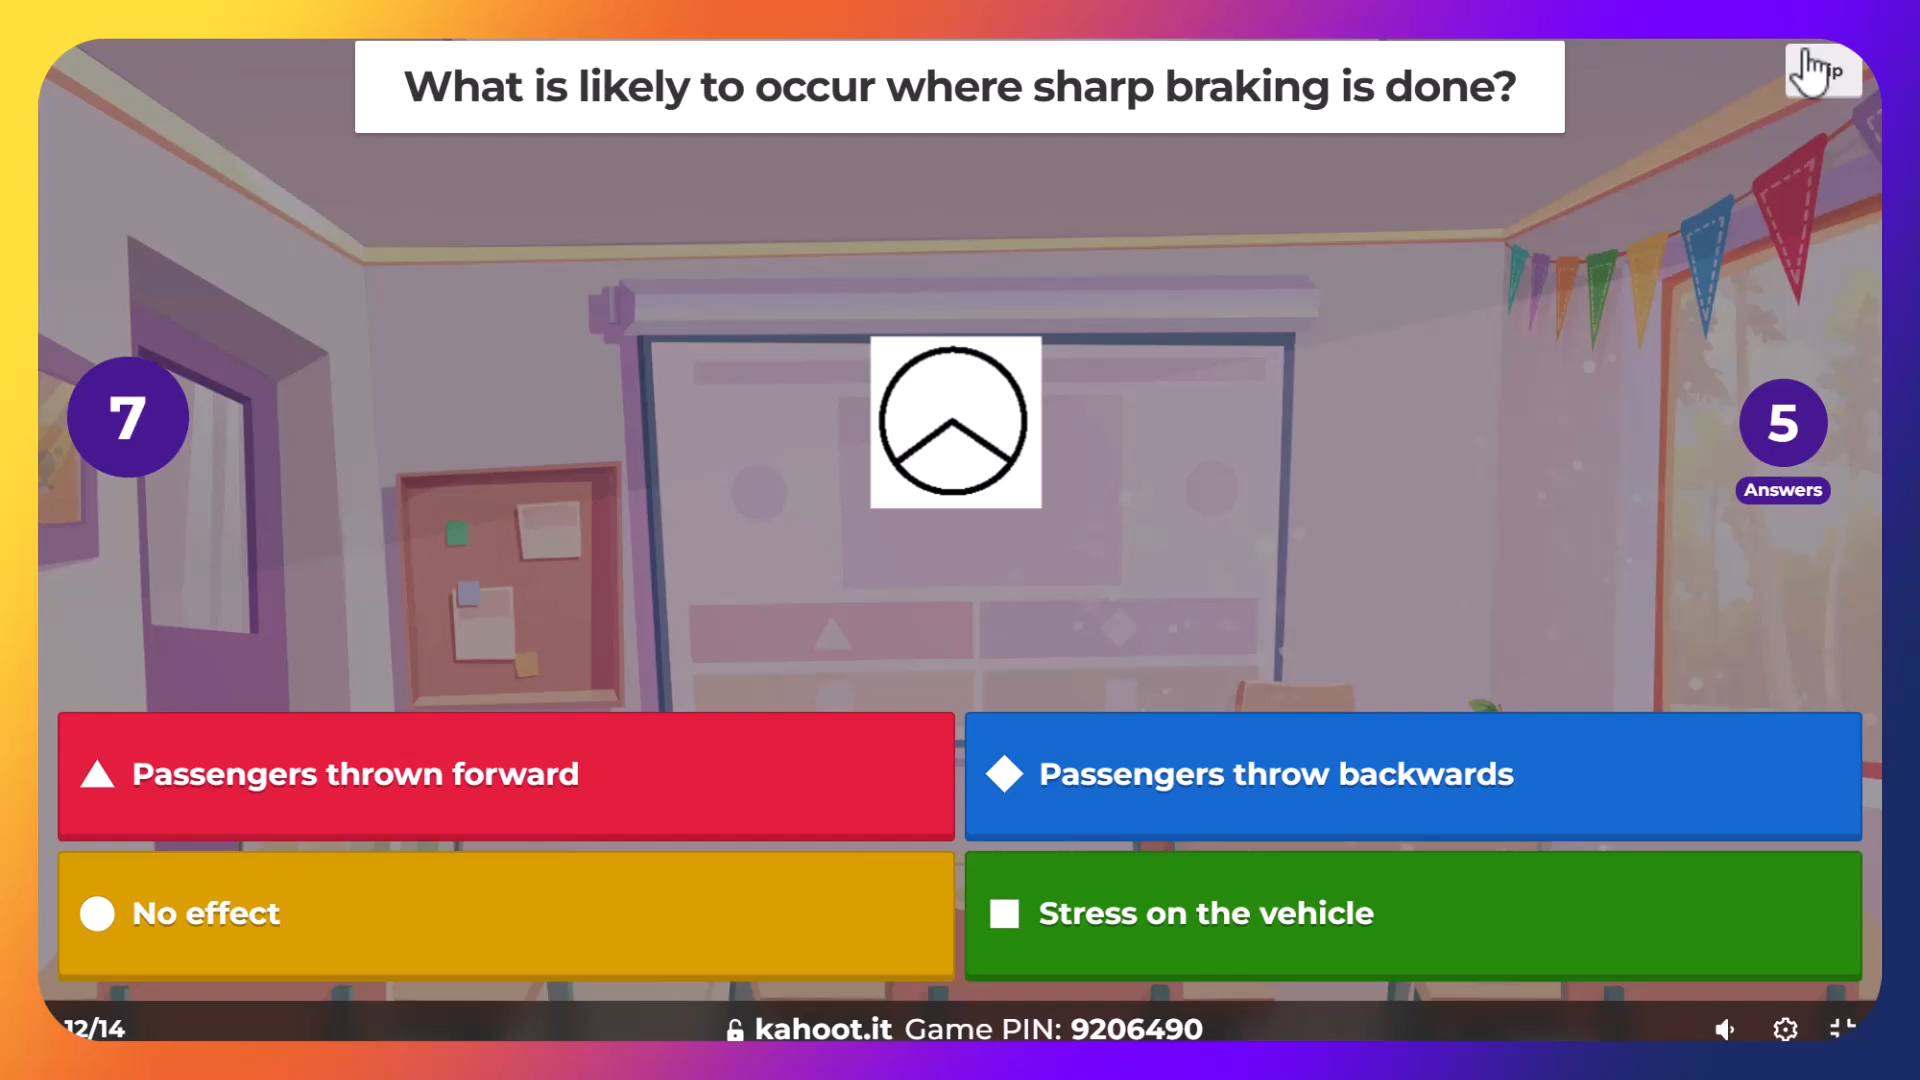 What is likely to occur where sharp braking is done?
7
5
Answers
Passengers thrown forward
Passengers throw backwards
No effect
Stress on the vehicle
12/14
kahoot.it Game PIN: 9206490